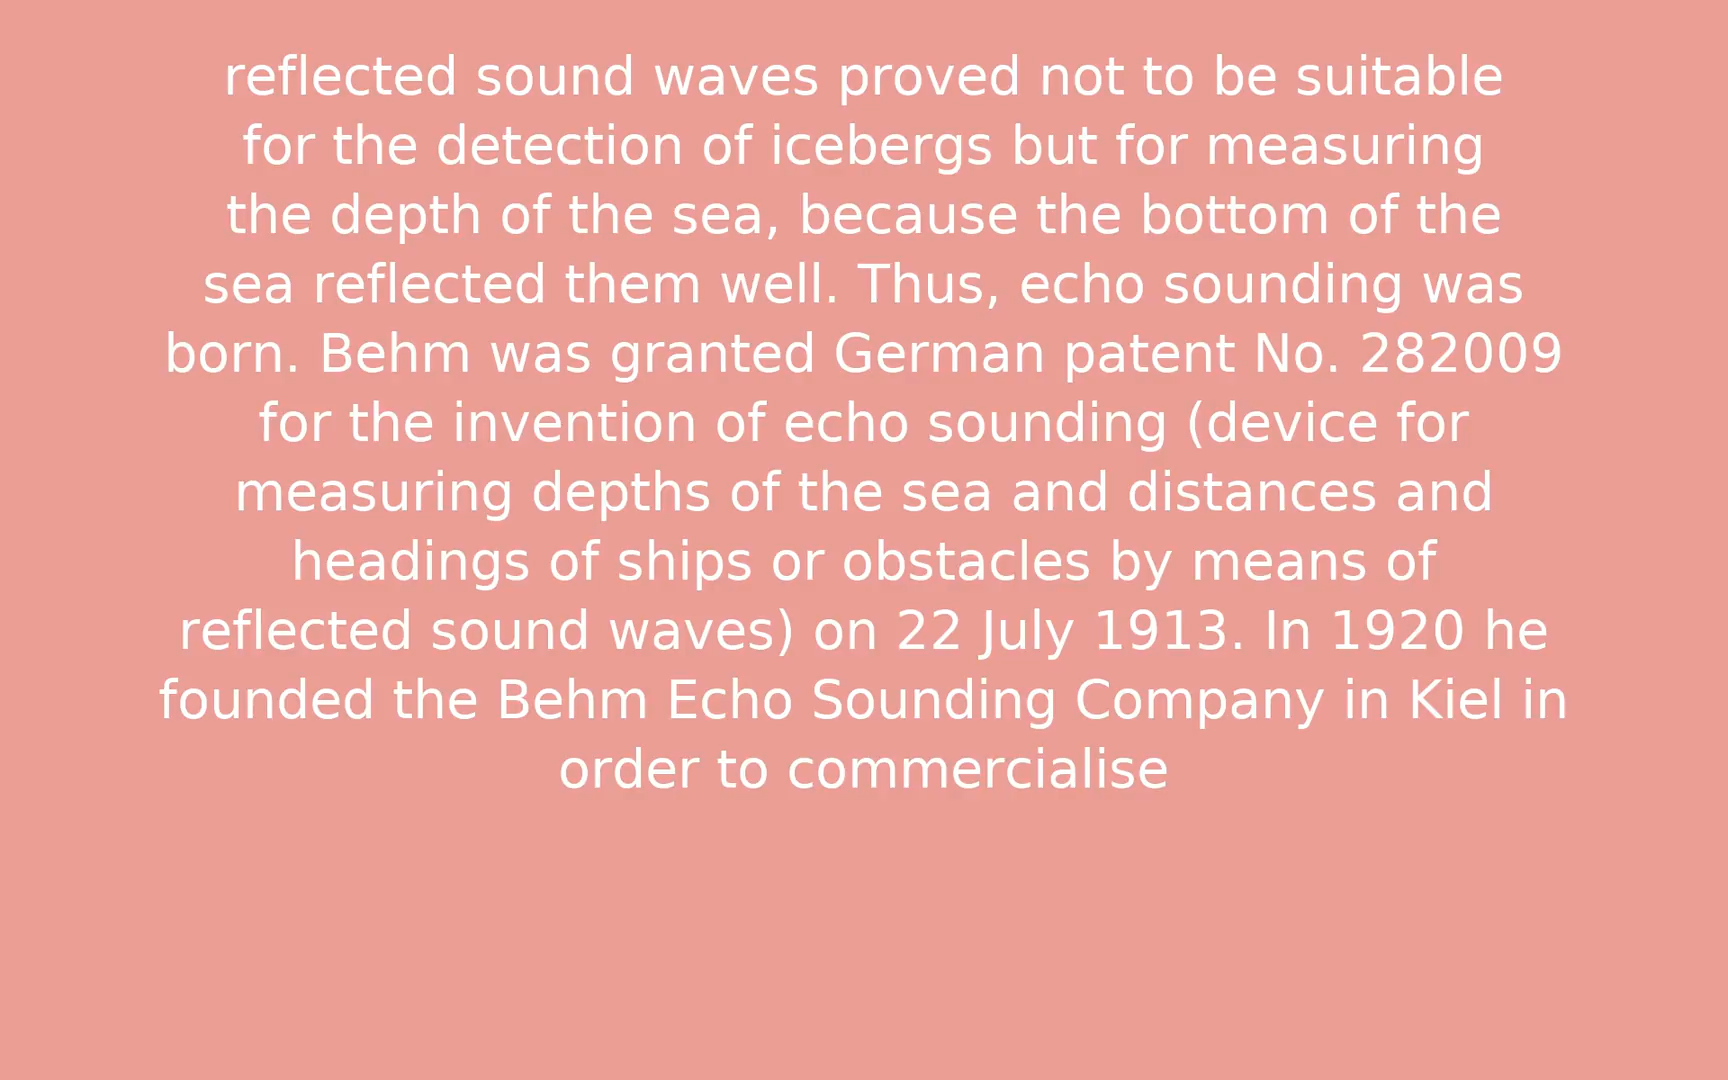 reflected sound waves proved not to be suitable
for the detection of icebergs but for measuring
the depth of the sea, because the bottom of the
sea reflected them well. Thus, echo sounding was
born. Behm was granted German patent No. 282009
for the invention of echo sounding (device for
measuring depths of the sea and distances and
headings of ships or obstacles by means of
reflected sound waves) on 22 July 1913. In 1920 he
founded the Behm Echo Sounding Company in Kiel in
order to commercialise